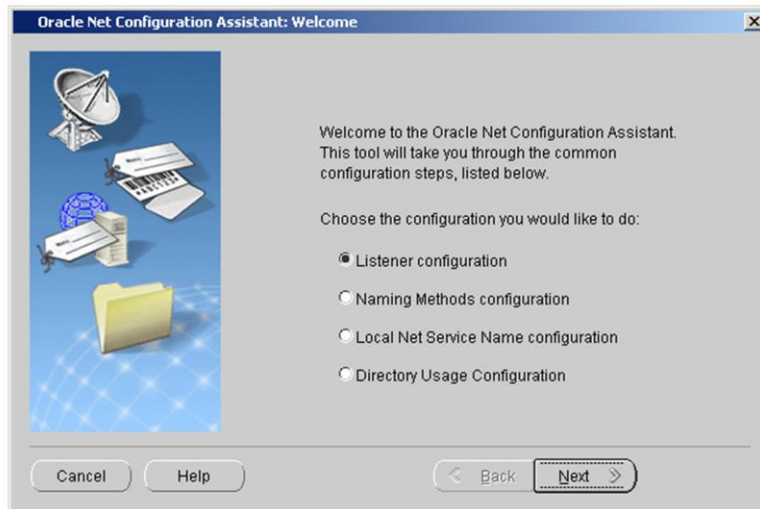 Oracle Net Configuration Assistant: Welcome
Welcome to the Oracle Net Configuration Assistant.
This tool will take you through the common
configuration steps, listed below.
Choose the configuration you would like to do:
Listener configuration
Naming Methods configuration
Local Net Service Name configuration
Directory Usage Configuration
Cancel
Help
Back
Next